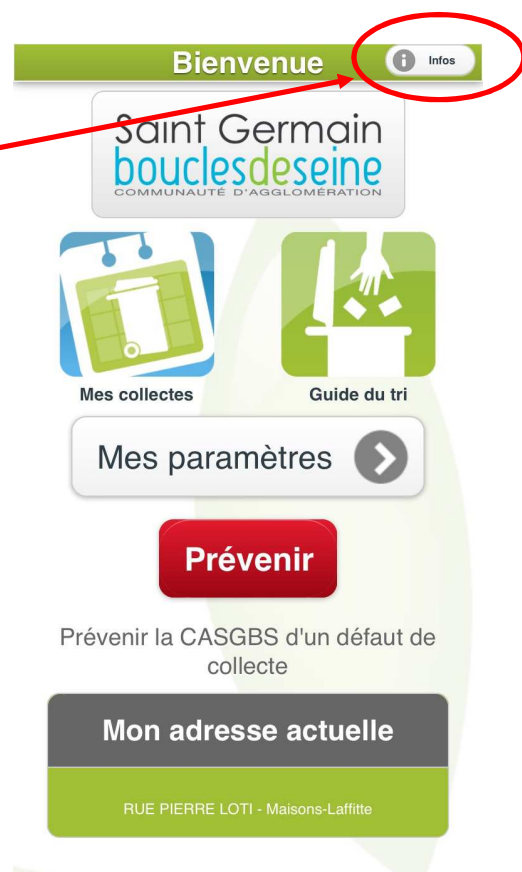 Bienvenue
Infos
Saint Germain
bouclesdeseine
COMMUNAUTÉ D'AGGLOMÉRATION
Mes collectes
Guide du tri
Mes paramètres
Prévenir
Prévenir la CASGBS d'un défaut de
collecte
Mon adresse actuelle
RUE PIERRE LOTI - Maisons-Laffitte